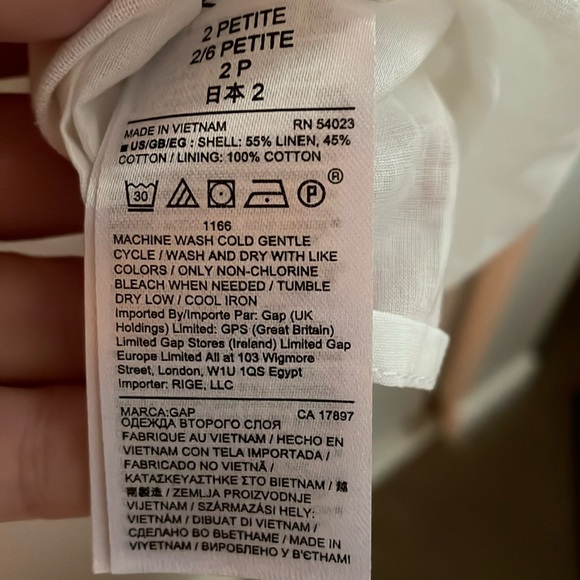 2 PETITE
2/6 PETITE
2 P
日本 2
MADE IN VIETNAM RN 54023
US/GB/EG : SHELL: 55% LINEN, 45%
COTTON / LINING: 100% COTTON
30 P ®
1166
MACHINE WASH COLD GENTLE
CYCLE / WASH AND DRY WITH LIKE
COLORS / ONLY NON-CHLORINE
BLEACH WHEN NEEDED / TUMBLE
DRY LOW / COOL IRON
Imported By/Importe Par: Gap (UK
Holdings) Limited: GPS (Great Britain)
Limited Gap Stores (Ireland) Limited Gap
Europe Limited All at 103 Wigmore
Street, London, W1U 1QS Egypt
Importer: RIGE, LLC
MARCA:GAP CA 17897
ОДЕЖДА ВТОРОГО СЛОЯ
FABRIQUE AU VIETNAM / HECHO EN
VIETNAM CON TELA IMPORTADA /
FABRICADO NO VIETNÃ /
ΚΑΤΑΣΚΕΥΑΣΤΗΚΕ ΣΤΟ ΒΙΕΤΝΑΜ / 越
南製造 / ZEMLJA PROIZVODNJE
VIJETNAM / SZÁRMAZÁSI HELY:
VIETNÁM / DIBUAT DI VIETNAM /
СДЕЛАНО ВО ВЬЕТНАМЕ / MADE IN
VIYETNAM / ВИРОБЛЕНО У В'ЄТНАМІ